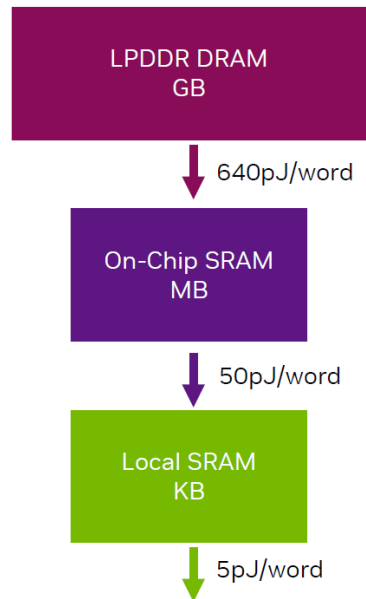 LPDDR DRAM
GB
640pJ/word
On-Chip SRAM
MB
50pJ/word
Local SRAM
KB
5pJ/word